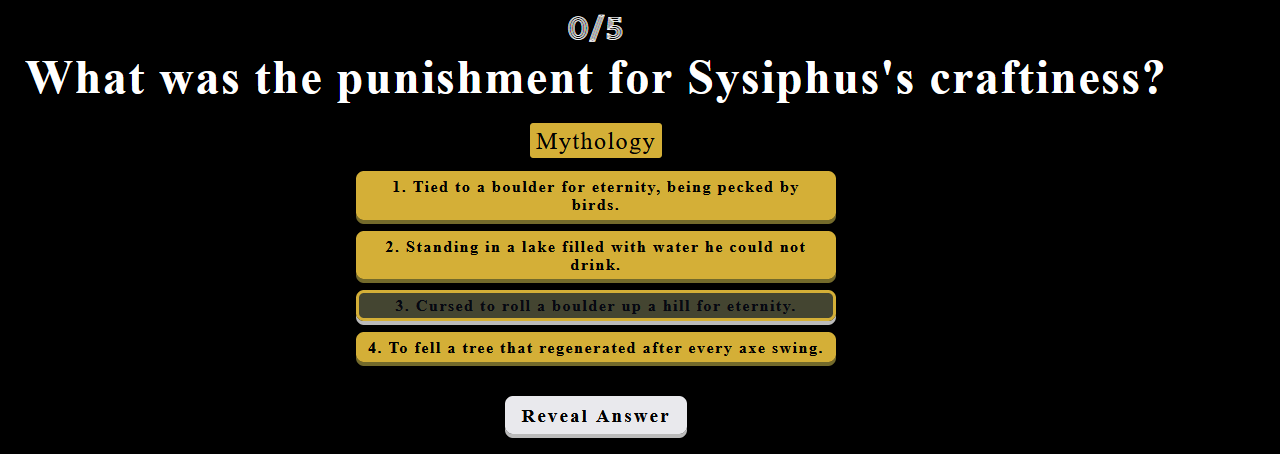 0/5
What was the punishment for Sysiphus's craftiness?
Mythology
1. Tied to a boulder for eternity, being pecked by
birds.
2. Standing in a lake filled with water he could not
drink.
3. Cursed to roll a boulder up a hill for eternity.
4. To fell a tree that regenerated after every axe swing.
Reveal Answer